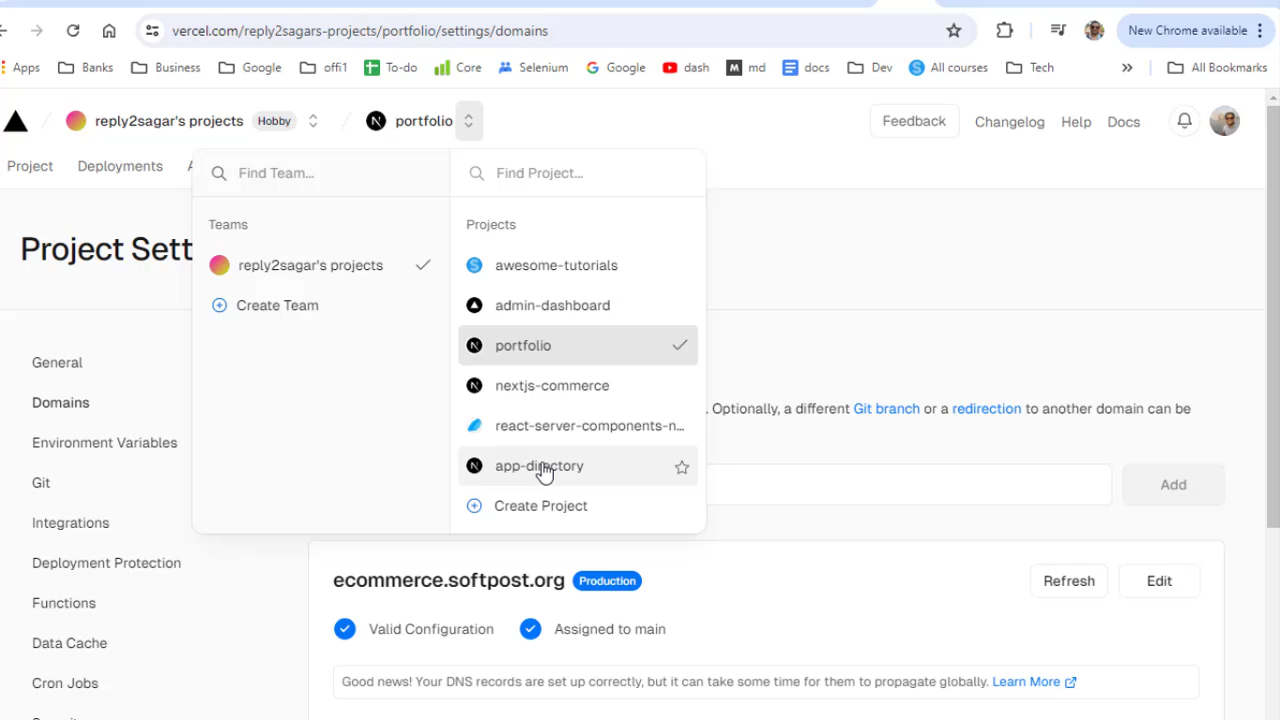 vercel.com/reply2sagars-projects/portfolio/settings/domains
New Chrome available
Apps Banks Business Google offi1 To-do Core Selenium Google dash md docs Dev All courses Tech » All Bookmarks
reply2sagar's projects Hobby portfolio Feedback Changelog Help Docs
Project Deployments
Find Team... Find Project...
Teams Projects
reply2sagar's projects awesome-tutorials
Create Team admin-dashboard
portfolio
nextjs-commerce
react-server-components-n...
app-directory
Create Project
Project Sett
General
Domains
. Optionally, a different Git branch or a redirection to another domain can be
Environment Variables
Git
Add
Integrations
Deployment Protection
ecommerce.softpost.org Production Refresh Edit
Functions
Valid Configuration Assigned to main
Data Cache
Cron Jobs
Good news! Your DNS records are set up correctly, but it can take some time for them to propagate globally. Learn More